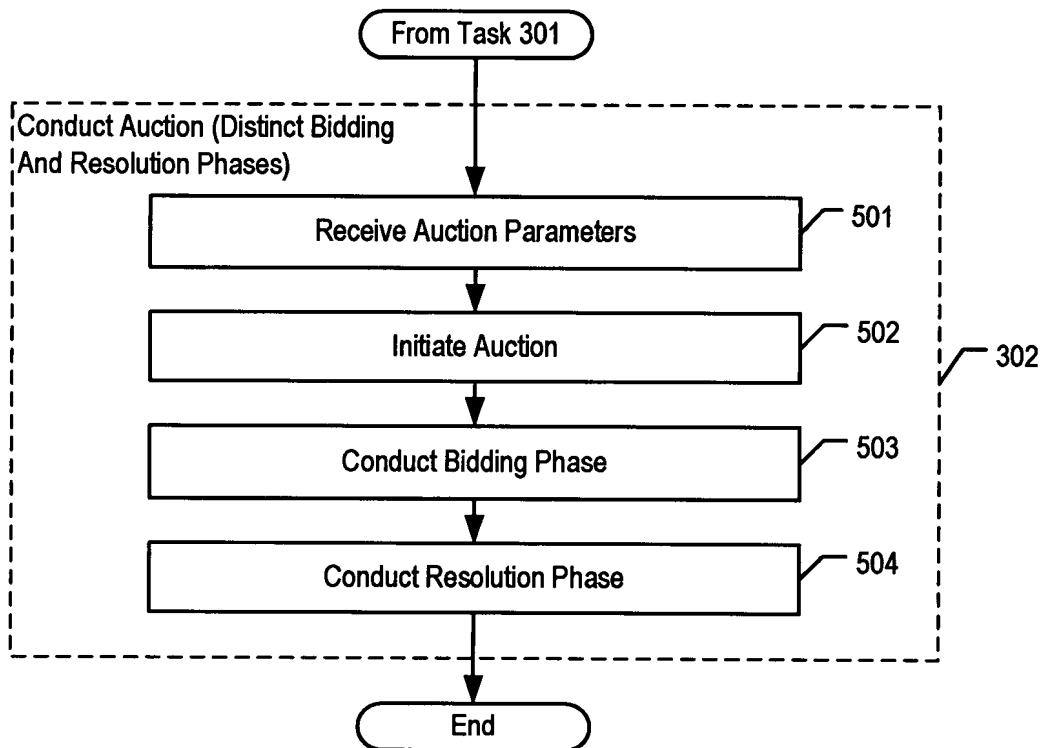 From Task 301
Conduct Auction (Distinct Bidding
And Resolution Phases)
Receive Auction Parameters
501
Initiate Auction
502
302
Conduct Bidding Phase
503
Conduct Resolution Phase
504
End